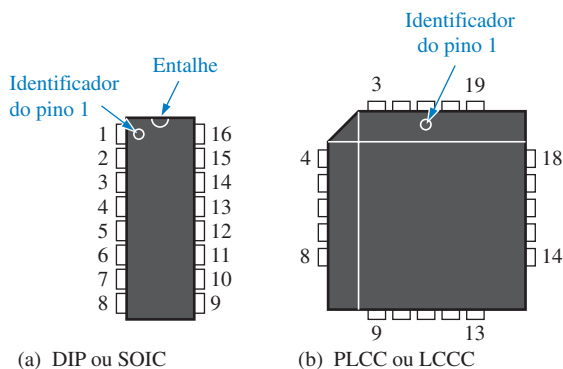 Identificador
do pino 1
Entalhe
Identificador
do pino 1
1 16
2 15
3 14
4 13
5 12
6 11
7 10
8 9
3 19
4 18
8 14
9 13
(a) DIP ou SOIC
(b) PLCC ou LCCC